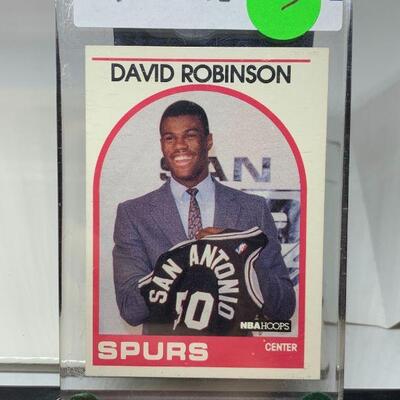 DAVID ROBINSON
SAN
SAN ANTONIO
50
NBA HOOPS
SPURS
CENTER